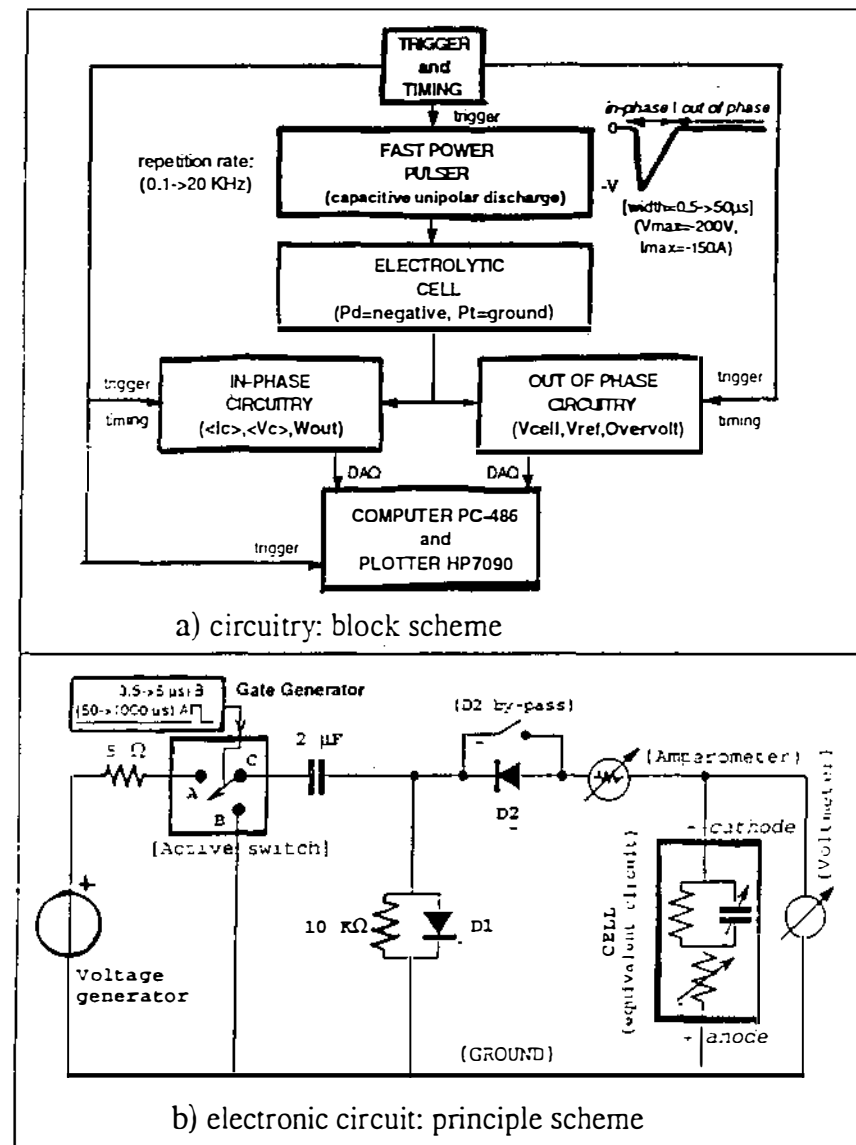 TRIGGER
and
TIMING
trigger
in-phase | out of phase
0
-V
repetition rate:
(0.1->20 KHz)
FAST POWER
PULSER
(capacitive unipolar discharge)
[width=0.5->50µs]
(Vmax=-200V,
Imax=-150A)
ELECTROLYTIC
CELL
(Pd=negative, Pt=ground)
trigger
timing
IN-PHASE
CIRCUITRY
(<Ic>,<Vc>,Wout)
OUT OF PHASE
CIRCUITRY
(Vcell,Vref,Overvolt)
trigger
timing
DAQ
DAQ
trigger
COMPUTER PC-486
and
PLOTTER HP7090
a) circuitry: block scheme
0.5->5 µs) B
(50->1000 us) A
Gate Generator
5 Ω
A
C
B
[Active switch]
2 µF
(D2 by-pass)
D2
(Amparometer)
(Voltmeter)
- cathode
CELL
(equivalent circuit)
+ anode
10 KΩ
D1
+
Voltage
generator
(GROUND)
b) electronic circuit: principle scheme